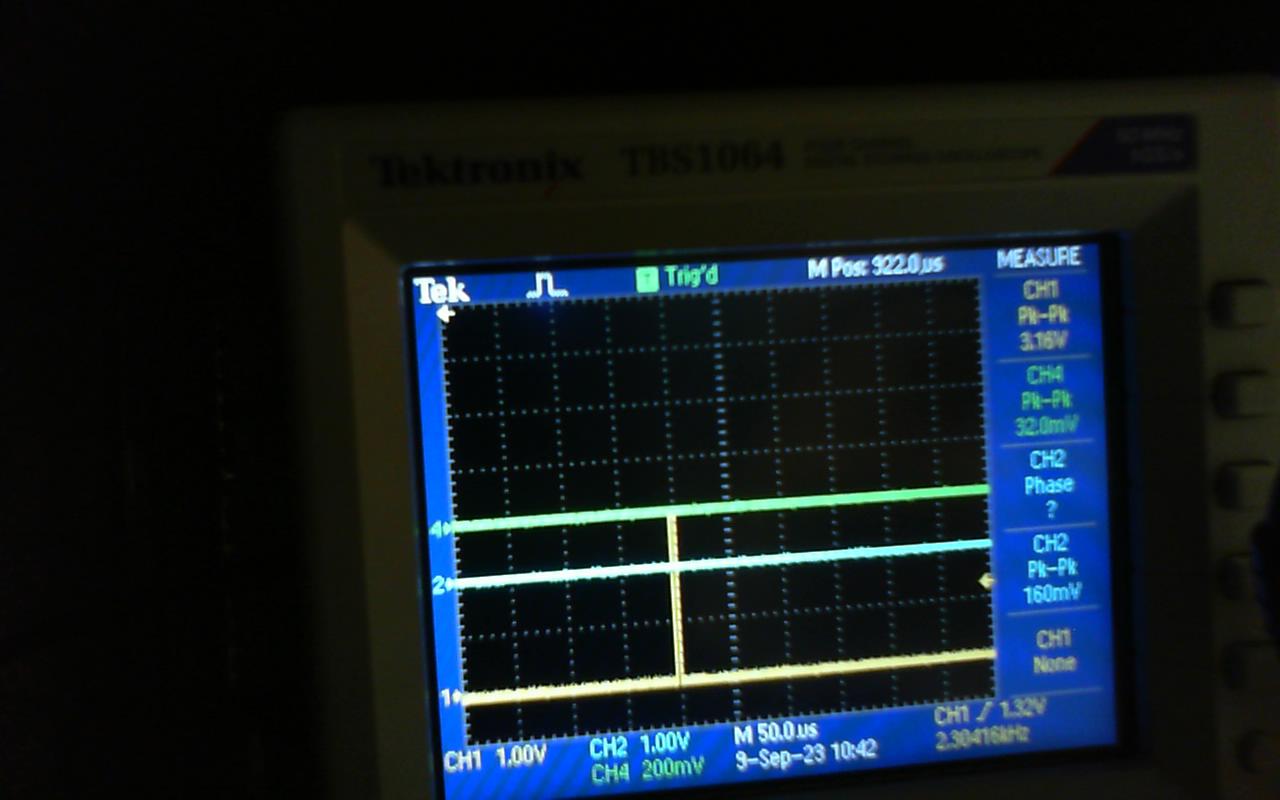 Tektronix TBS1064
Tek Trig'd M Pos: 322.0µs MEASURE
CH1
Pk-Pk
3.16V
CH4
Pk-Pk
32.0mV
CH2
Phase
?
CH2
Pk-Pk
160mV
CH1
None
4
2
1
CH1 1.00V CH2 1.00V M 50.0µs CH1 1.32V
CH4 200mV 9-Sep-23 10:42 2.30416kHz